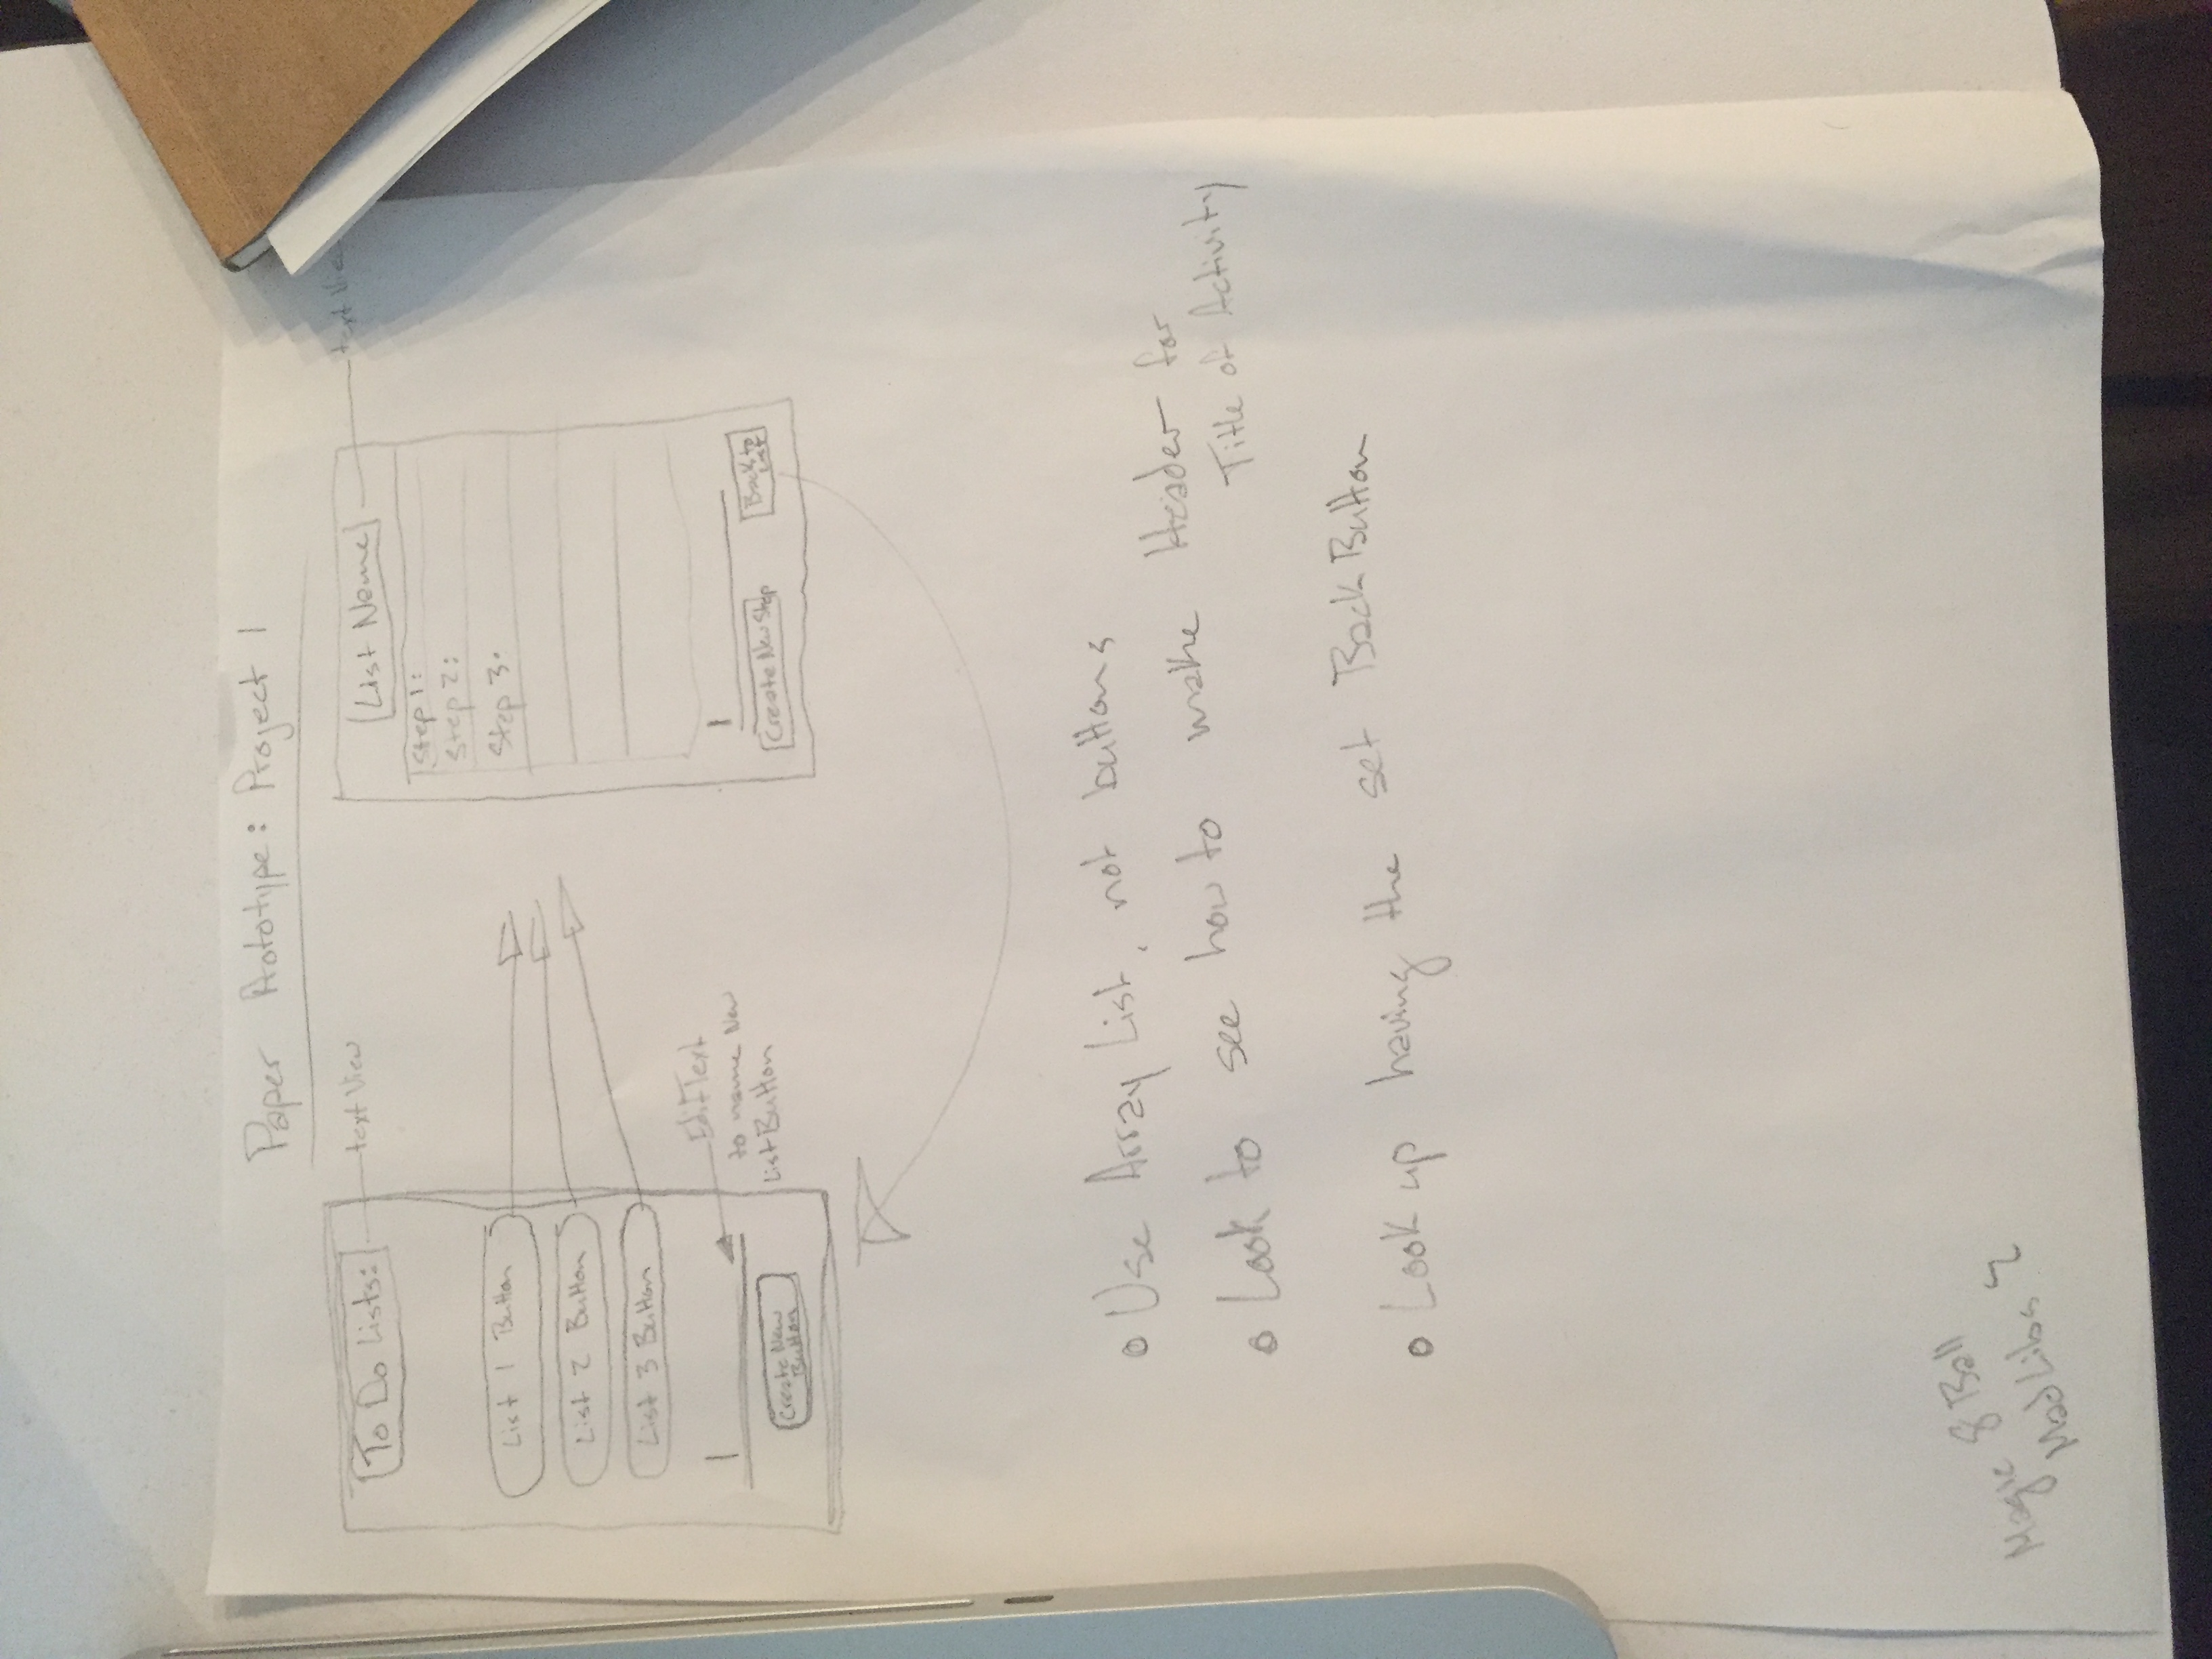 Paper Prototype: Project 1
To Do Lists:
text View
List 1 Button
List 2 Button
List 3 Button
EditText
to name New
List Button
Create New
Button
List Name
text View
Step 1:
Step 2:
Step 3:
Create New Step
Back to
List
Use Array List, not buttons
Look to see how to make Header for
Title of Activity
Look up having the set Back Button
Magic 8 Ball
Mad Libs 2